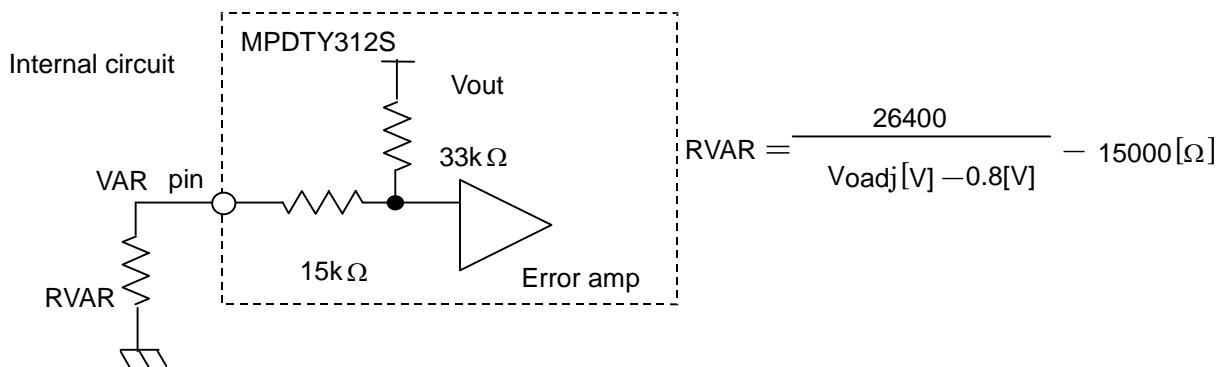 MPDTY312S
Internal circuit
Vout
33kΩ
VAR pin
15kΩ
Error amp
RVAR
RVAR = 26400 / Voadj[V] －0.8[V] － 15000[Ω]